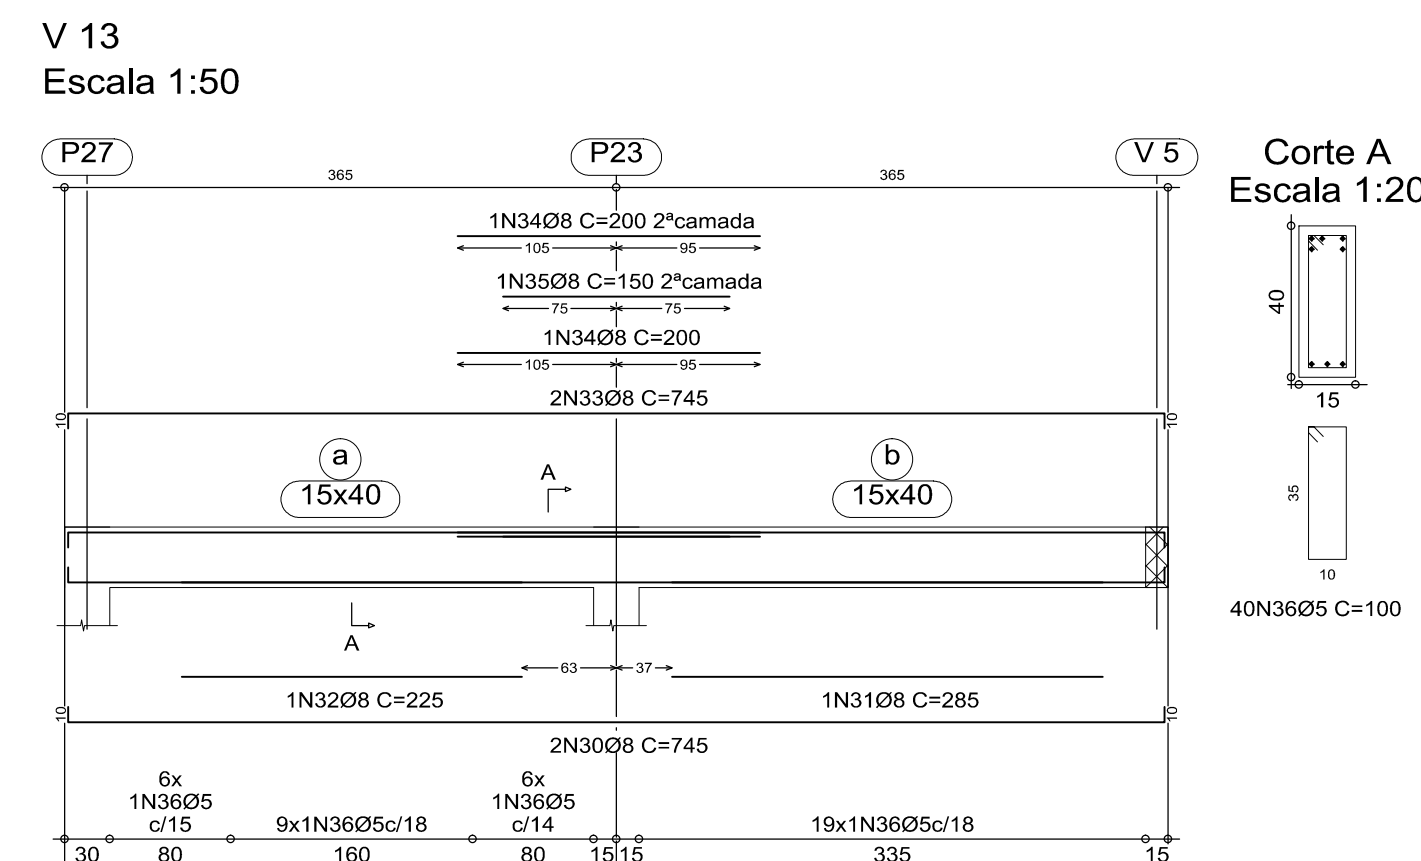 V 13
Escala 1:50
P27
P23
V 5
365
365
1N34Ø8 C=200 2ªcamada
105
95
1N35Ø8 C=150 2ªcamada
75
75
1N34Ø8 C=200
105
95
2N33Ø8 C=745
10
10
a
15x40
A
b
15x40
A
63
37
1N32Ø8 C=225
1N31Ø8 C=285
10
10
2N30Ø8 C=745
6x
1N36Ø5
c/15
9x1N36Ø5c/18
6x
1N36Ø5
c/14
19x1N36Ø5c/18
30
80
160
80
15
15
335
15
Corte A
Escala 1:20
40
15
35
10
40N36Ø5 C=100